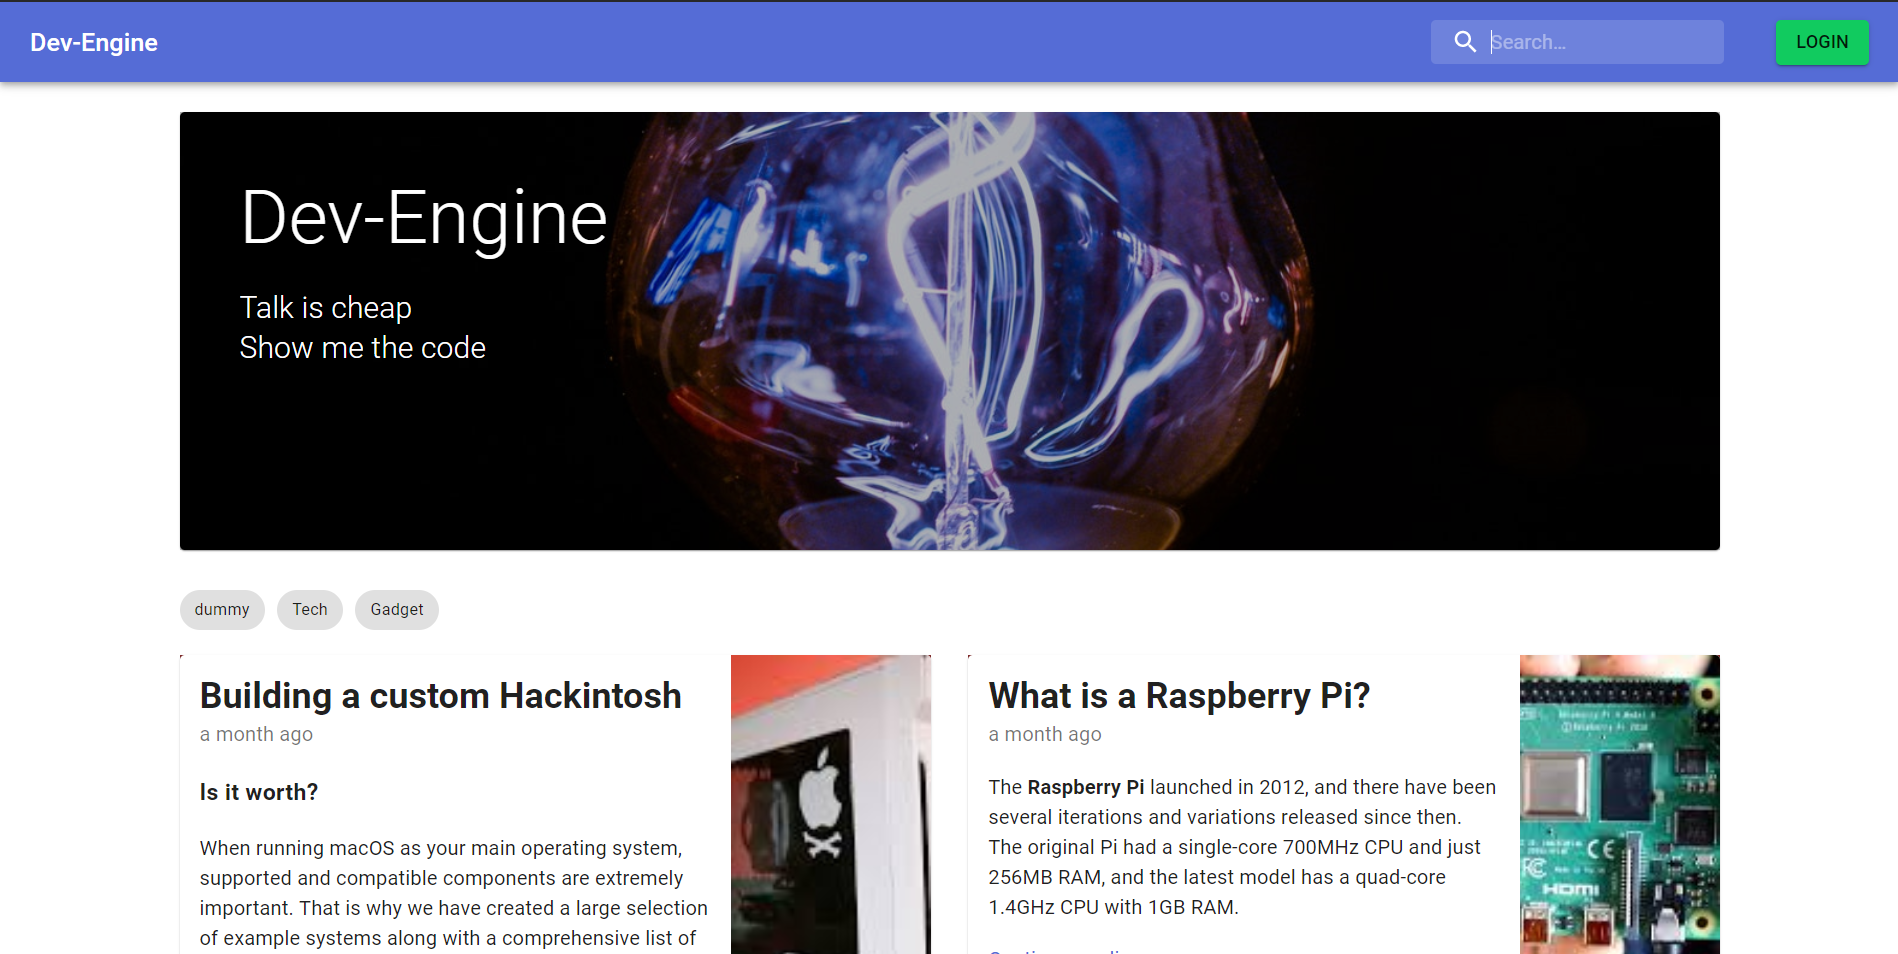 Dev-Engine
Search…
LOGIN
Dev-Engine
Talk is cheap
Show me the code
dummy
Tech
Gadget
Building a custom Hackintosh
a month ago
Is it worth?
When running macOS as your main operating system,
supported and compatible components are extremely
important. That is why we have created a large selection
of example systems along with a comprehensive list of
What is a Raspberry Pi?
a month ago
The Raspberry Pi launched in 2012, and there have been
several iterations and variations released since then.
The original Pi had a single-core 700MHz CPU and just
256MB RAM, and the latest model has a quad-core
1.4GHz CPU with 1GB RAM.
CE
FC
HDMI